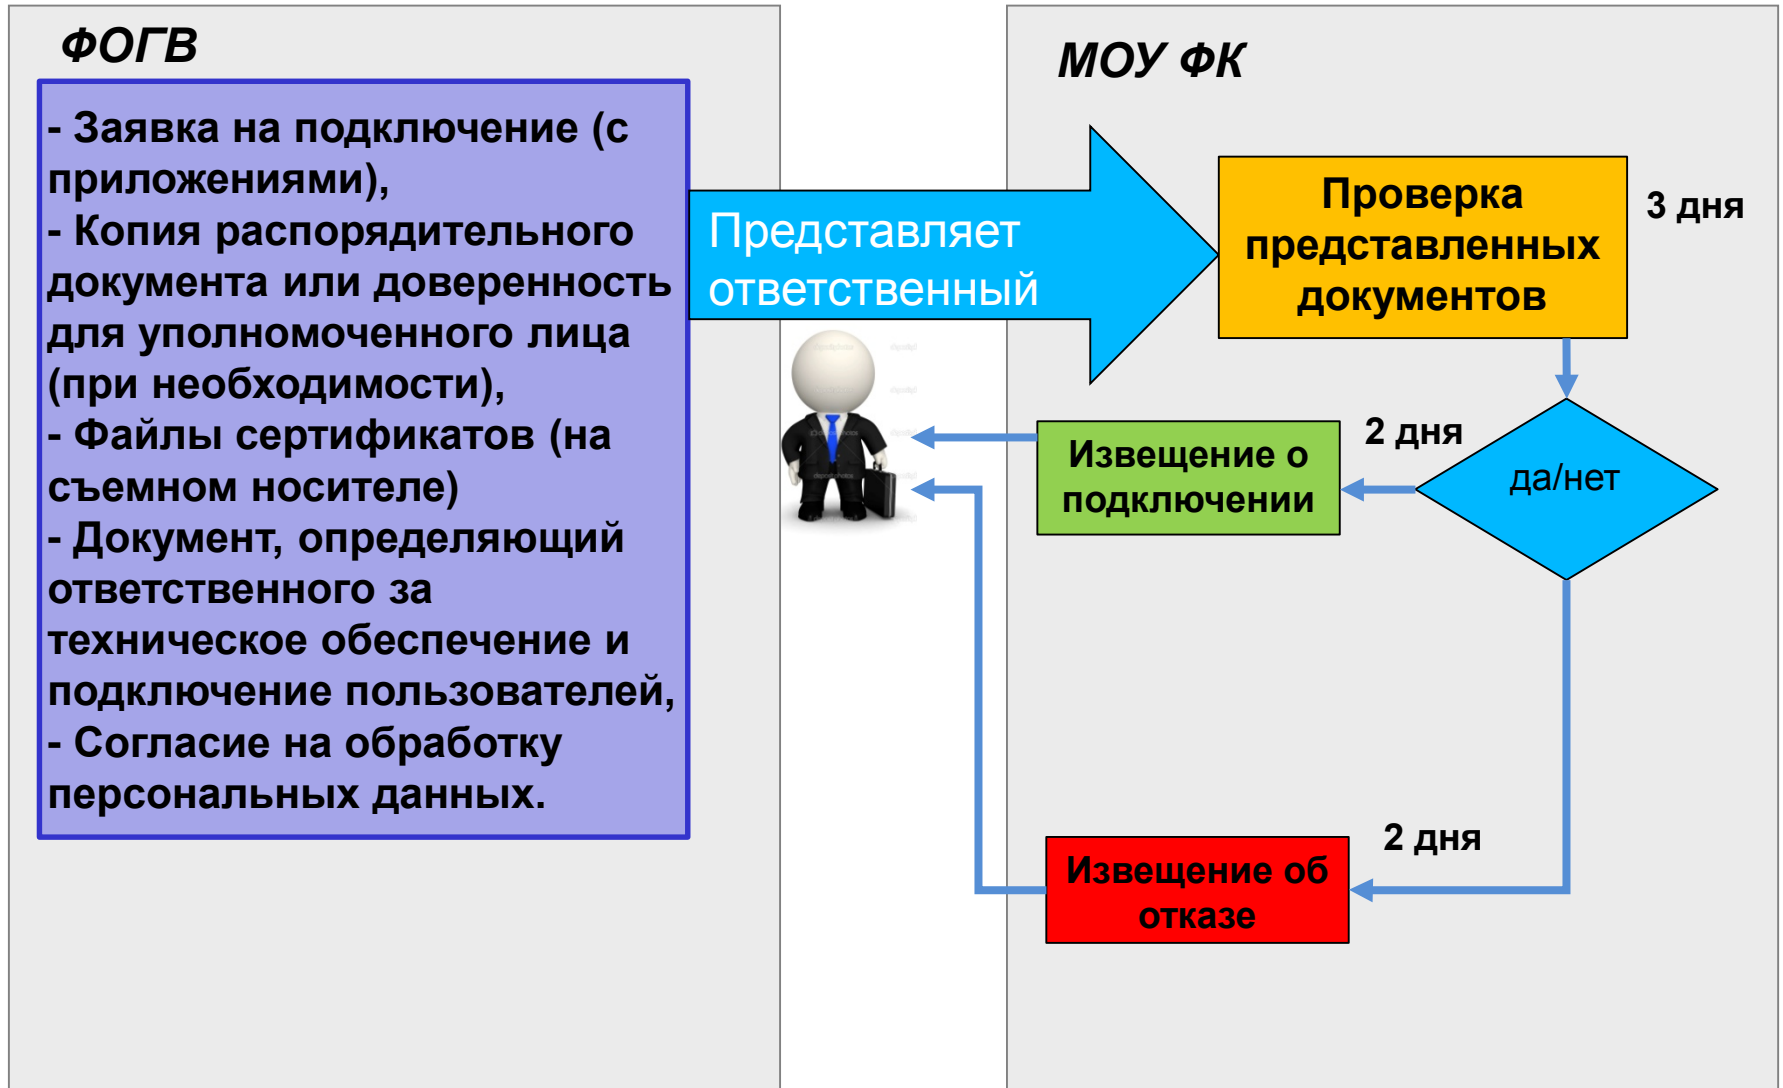 ФОГВ
- Заявка на подключение (с
приложениями),
- Копия распорядительного
документа или доверенность
для уполномоченного лица
(при необходимости),
- Файлы сертификатов (на
съемном носителе)
- Документ, определяющий
ответственного за
техническое обеспечение и
подключение пользователей,
- Согласие на обработку
персональных данных.
Представляет
ответственный
МОУ ФК
Проверка
представленных
документов
3 дня
да/нет
2 дня
Извещение о
подключении
2 дня
Извещение об
отказе